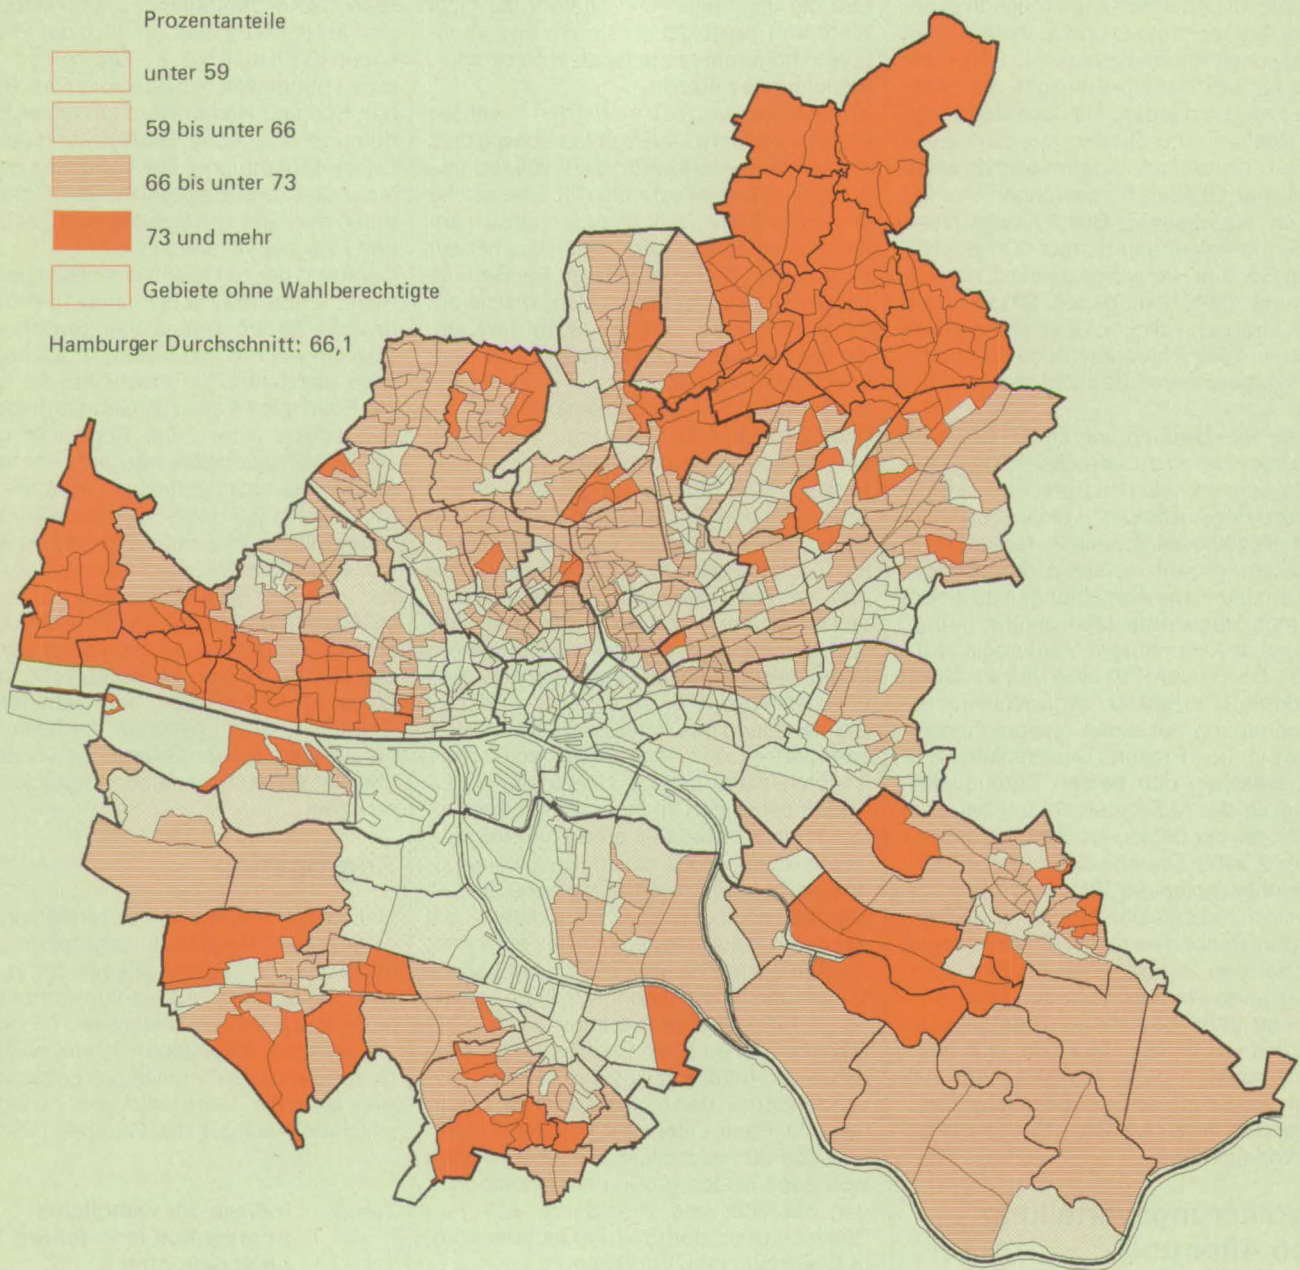 Prozentanteile
unter 59
59 bis unter 66
66 bis unter 73
73 und mehr
Gebiete ohne Wahlberechtigte
Hamburger Durchschnitt: 66,1